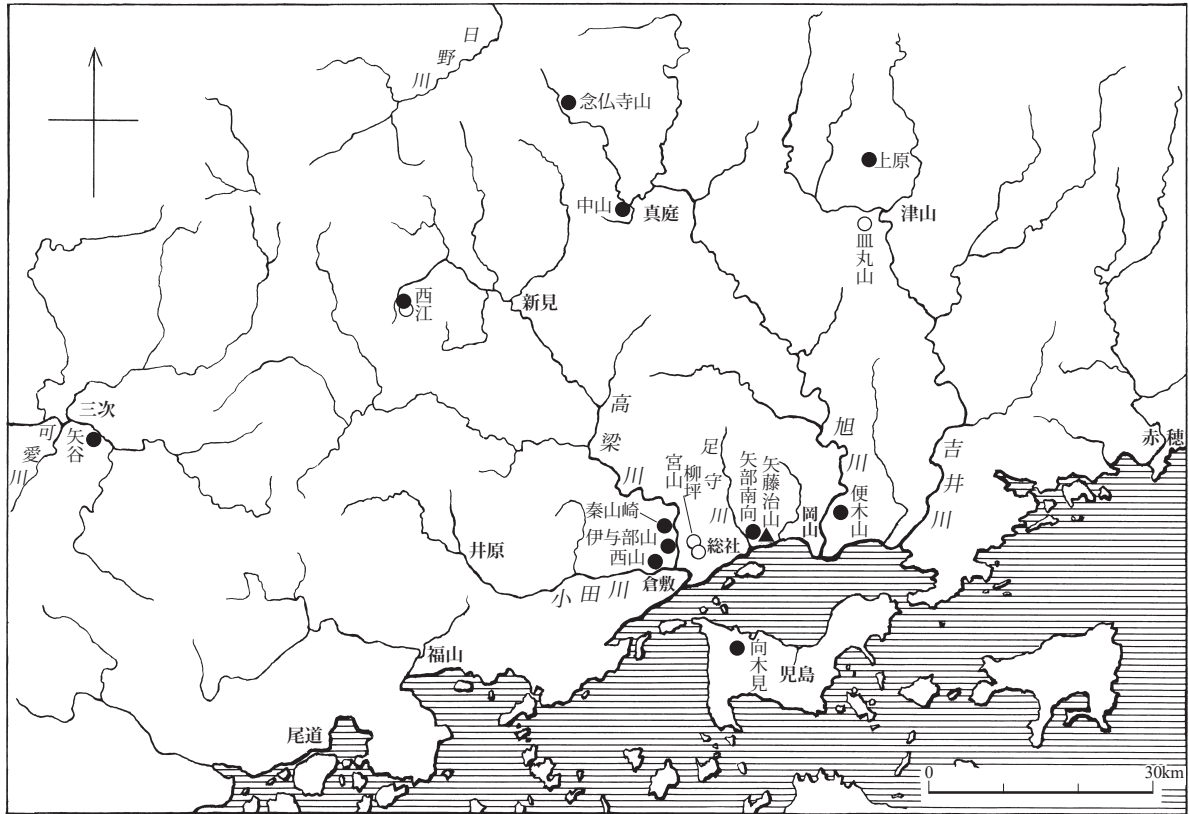 日野川
念仏寺山
上原
中山
真庭
津山
皿丸山
西江
新見
三次
矢谷
可愛川
高梁川
足守川
宮山
柳坪
矢部南向
矢藤治山
旭川
吉井川
赤穂
岡山
便木山
秦山崎
伊与部山
西山
総社
倉敷
井原
小田川
福山
向木見
児島
尾道
0 30km